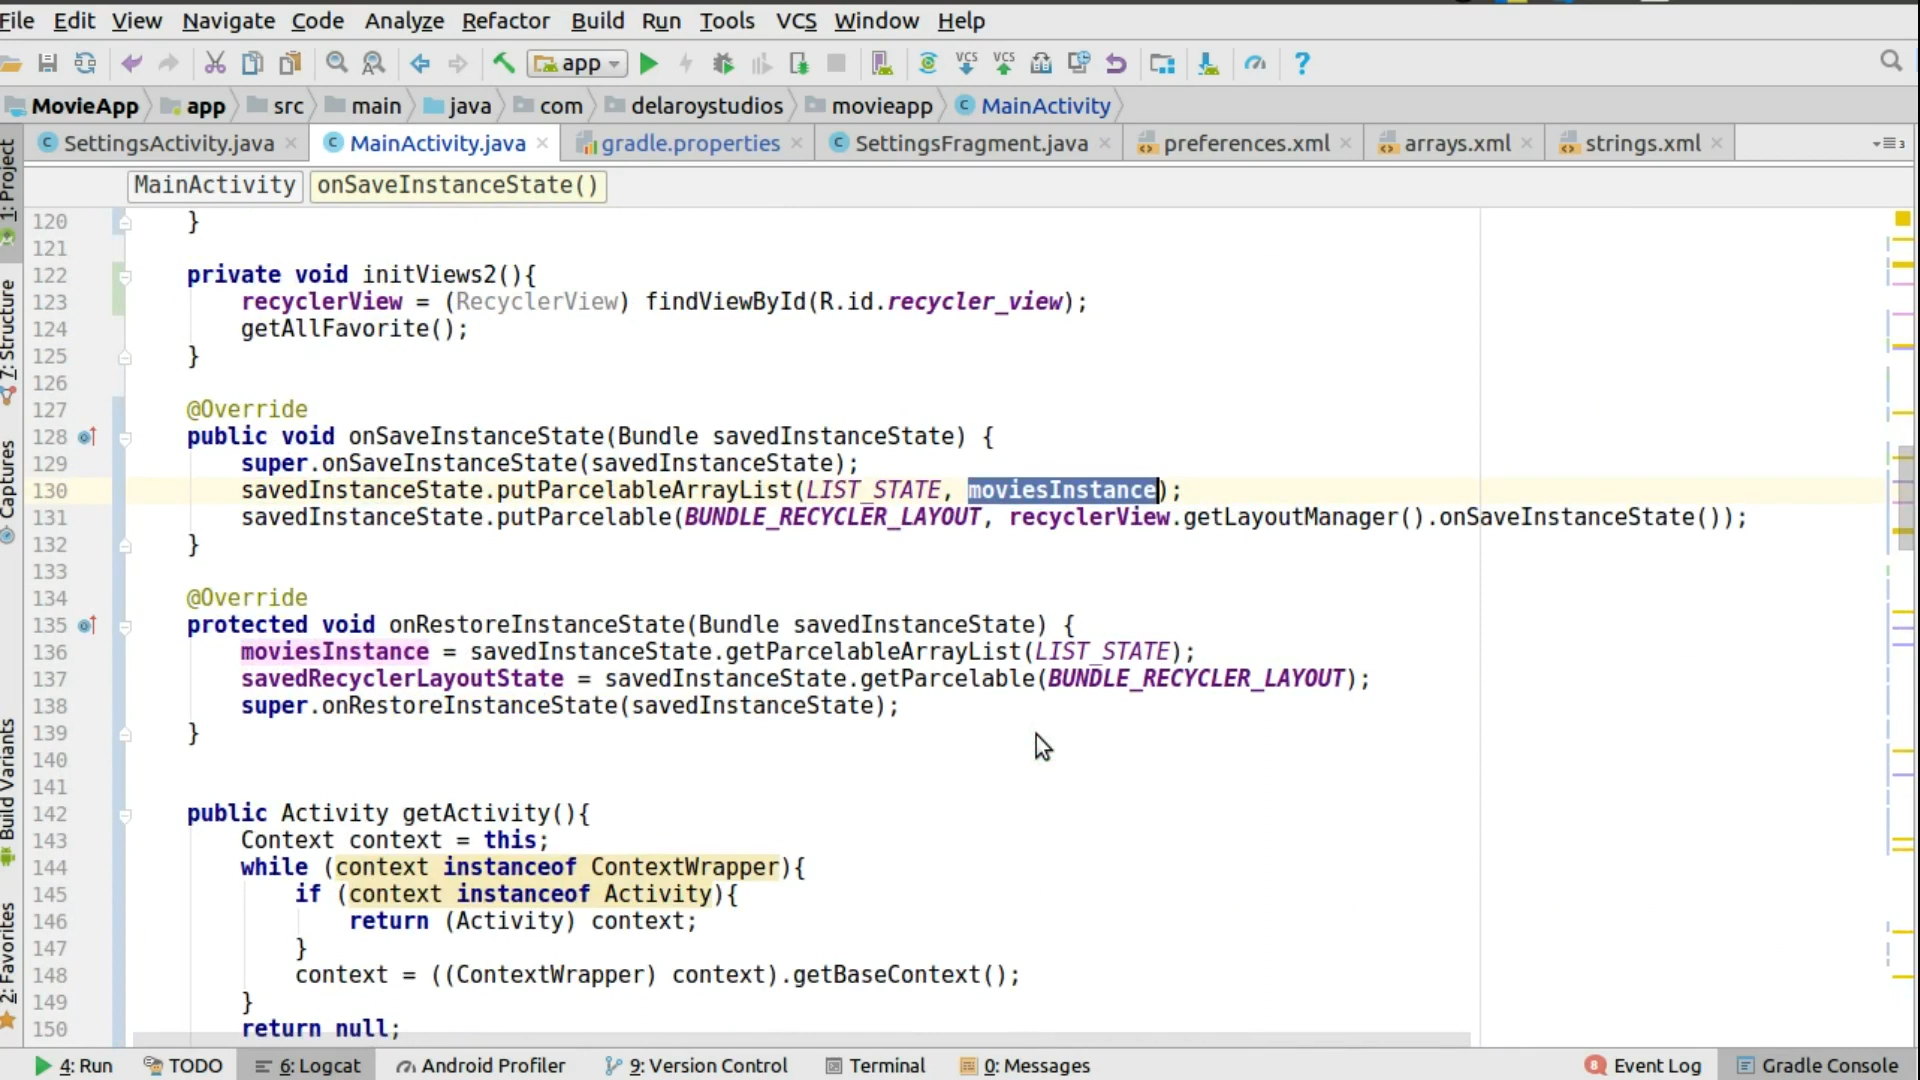 File Edit View Navigate Code Analyze Refactor Build Run Tools VCS Window Help
app VCS VCS ?
MovieApp app src main java com delaroystudios movieapp MainActivity
SettingsActivity.java MainActivity.java gradle.properties SettingsFragment.java preferences.xml arrays.xml strings.xml
MainActivity onSaveInstanceState()
1: Project
7: Structure
Captures
Build Variants
2: Favorites
120 }
121
122 private void initViews2(){
123 recyclerView = (RecyclerView) findViewById(R.id.recycler_view);
124 getAllFavorite();
125 }
126
127 @Override
128 public void onSaveInstanceState(Bundle savedInstanceState) {
129 super.onSaveInstanceState(savedInstanceState);
130 savedInstanceState.putParcelableArrayList(LIST_STATE, moviesInstance);
131 savedInstanceState.putParcelable(BUNDLE_RECYCLER_LAYOUT, recyclerView.getLayoutManager().onSaveInstanceState());
132 }
133
134 @Override
135 protected void onRestoreInstanceState(Bundle savedInstanceState) {
136 moviesInstance = savedInstanceState.getParcelableArrayList(LIST_STATE);
137 savedRecyclerLayoutState = savedInstanceState.getParcelable(BUNDLE_RECYCLER_LAYOUT);
138 super.onRestoreInstanceState(savedInstanceState);
139 }
140
141
142 public Activity getActivity(){
143 Context context = this;
144 while (context instanceof ContextWrapper){
145 if (context instanceof Activity){
146 return (Activity) context;
147 }
148 context = ((ContextWrapper) context).getBaseContext();
149 }
150 return null;
4: Run TODO 6: Logcat Android Profiler 9: Version Control Terminal 0: Messages 8 Event Log Gradle Console